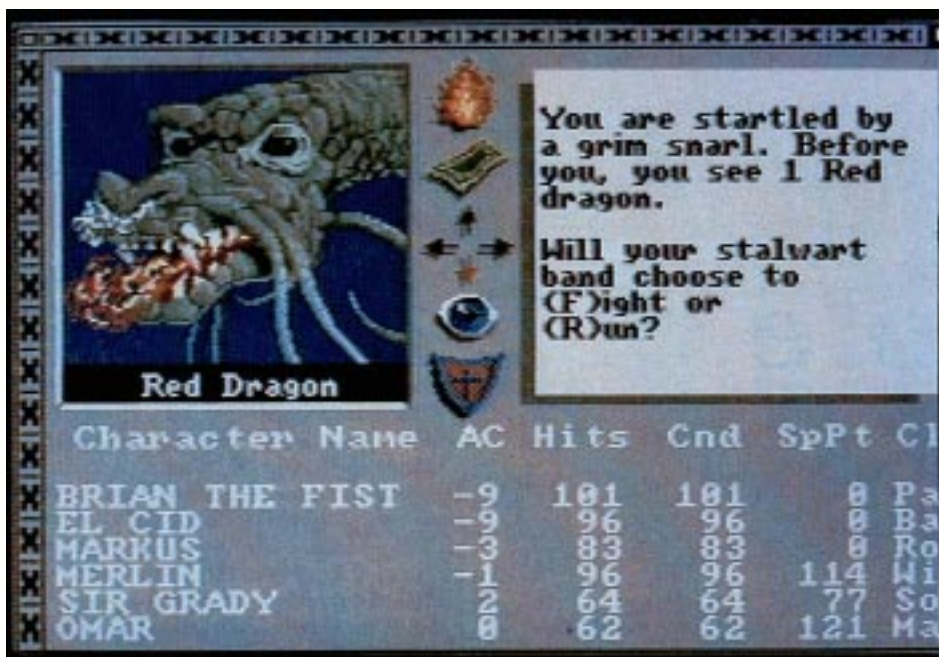 You are startled by
a grim snarl. Before
you, you see 1 Red
dragon.
Will your stalwart
band choose to
(F)ight or
(R)un?
Red Dragon
Character Name AC Hits Cnd SpPt Cl
BRIAN THE FIST -9 101 101 0 Pa
EL CID -9 96 96 0 Ba
MARKUS -3 83 83 0 Ro
MERLIN -1 96 96 114 Wi
SIR GRADY 2 64 64 77 So
OMAR 0 62 62 121 Ma